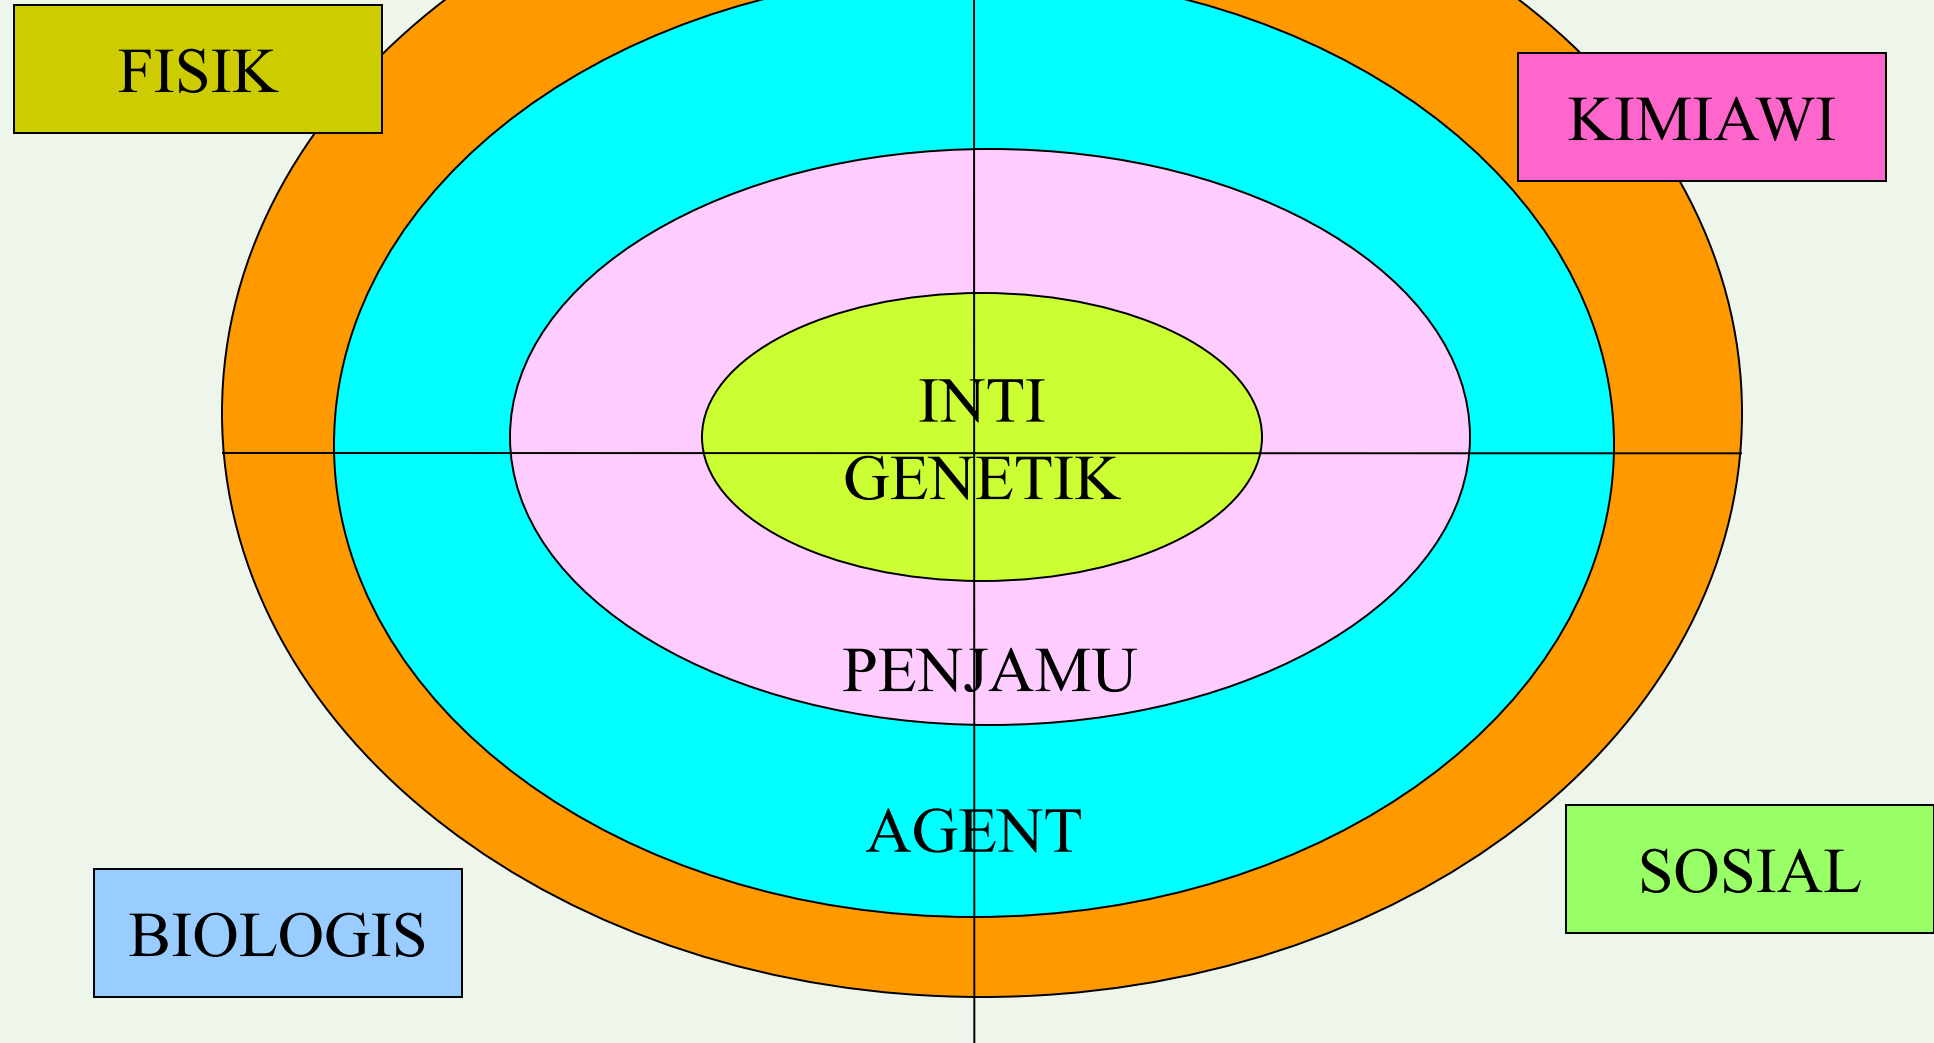 FISIK
KIMIAWI
INTI
GENETIK
PENJAMU
AGENT
SOSIAL
BIOLOGIS